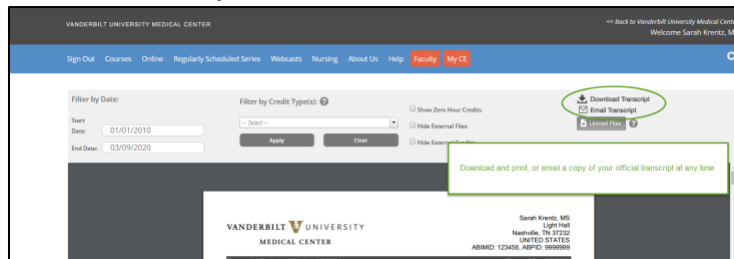 VANDERBILT UNIVERSITY MEDICAL CENTER
<< Back to Vanderbilt University Medical Cente
Welcome Sarah Krentz, M
Sign Out Courses Online Regularly Scheduled Series Webcasts Nursing About Us Help Faculty My CE
Filter by Date:
Start Date: 01/01/2010
End Date: 03/09/2020
Filter by Credit Type(s):
-- Select --
Apply Clear
Show Zero Hour Credits
Hide External Files
Hide External Credits
Download Transcript
Email Transcript
Upload Files
Download and print, or email a copy of your official transcript at any time
VANDERBILT UNIVERSITY
MEDICAL CENTER
Sarah Krentz, MS
Light Hall
Nashville, TN 37232
UNITED STATES
ABIMID: 123456, ABPID: 9999999